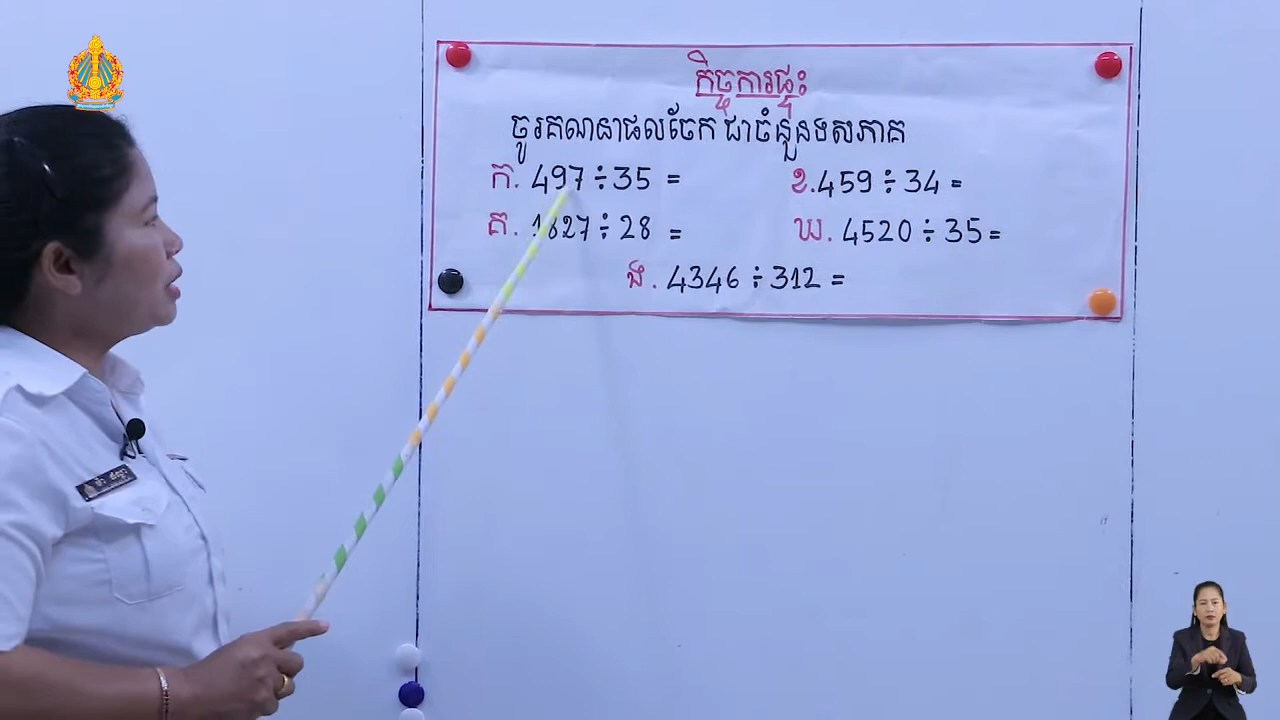 កិច្ចការផ្ទះ
ចូរគណនាផលចែក ជាចំនួនទសភាគ
ក. 497 ÷ 35 = ខ. 459 ÷ 34 =
គ. 1827 ÷ 28 = ឃ. 4520 ÷ 35 =
ង. 4346 ÷ 312 =